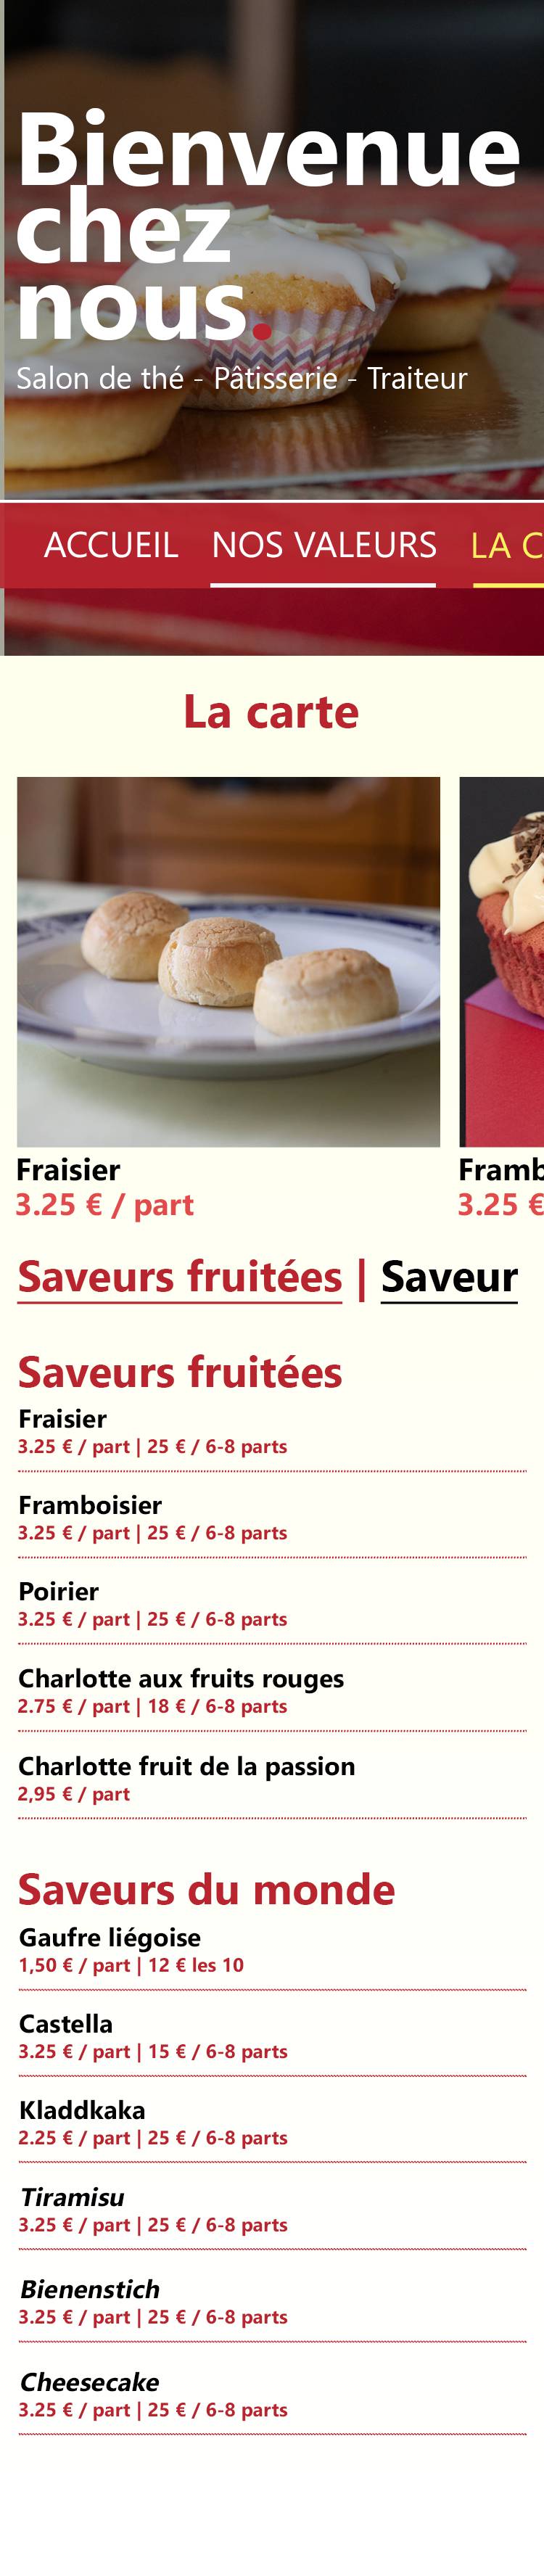 Bienvenue
chez
nous.
Salon de thé - Pâtisserie - Traiteur
ACCUEIL NOS VALEURS LA C
La carte
Fraisier Framb
3.25 € / part 3.25 €
Saveurs fruitées | Saveur
Saveurs fruitées
Fraisier
3.25 € / part | 25 € / 6-8 parts
Framboisier
3.25 € / part | 25 € / 6-8 parts
Poirier
3.25 € / part | 25 € / 6-8 parts
Charlotte aux fruits rouges
2.75 € / part | 18 € / 6-8 parts
Charlotte fruit de la passion
2,95 € / part
Saveurs du monde
Gaufre liégoise
1,50 € / part | 12 € les 10
Castella
3.25 € / part | 15 € / 6-8 parts
Kladdkaka
2.25 € / part | 25 € / 6-8 parts
Tiramisu
3.25 € / part | 25 € / 6-8 parts
Bienenstich
3.25 € / part | 25 € / 6-8 parts
Cheesecake
3.25 € / part | 25 € / 6-8 parts